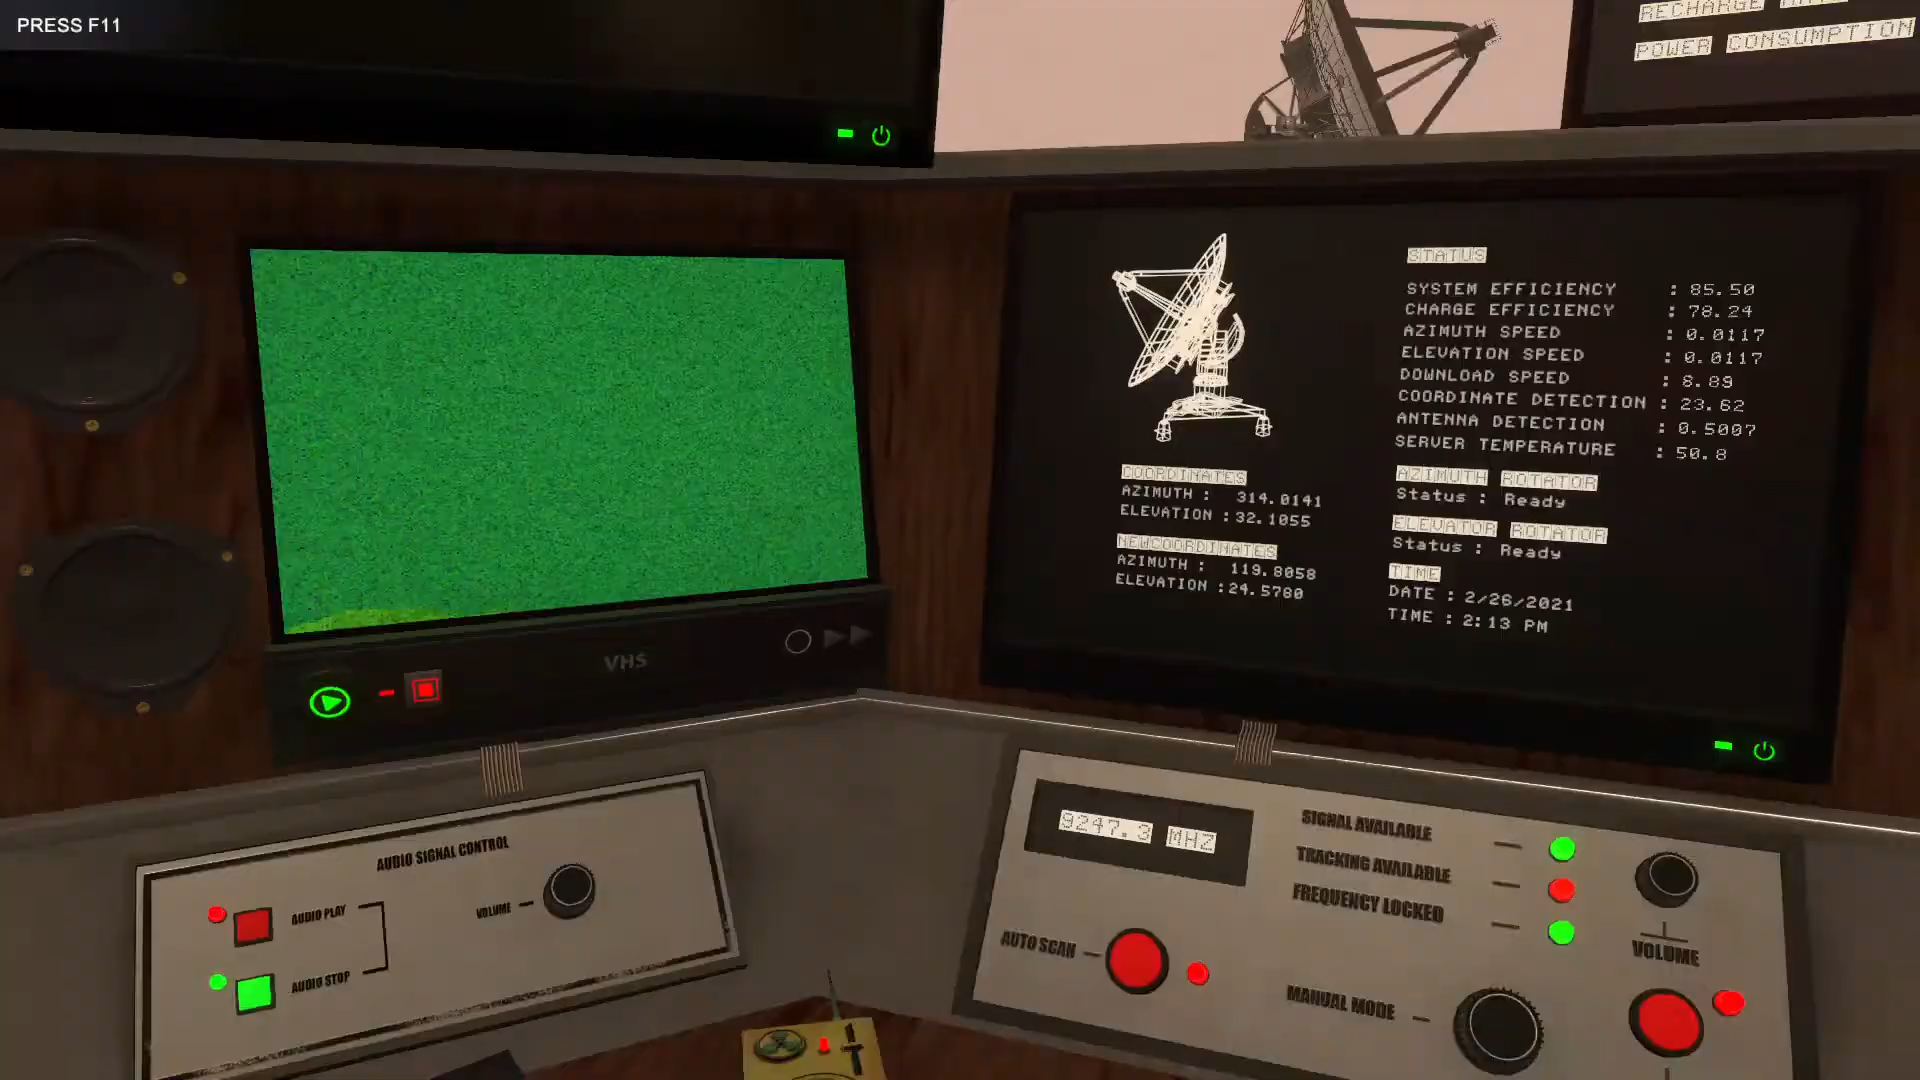 PRESS F11
RECHARGE
POWER CONSUMPTION
STATUS
SYSTEM EFFICIENCY : 85.50
CHARGE EFFICIENCY : 78.24
AZIMUTH SPEED : 0.0117
ELEVATION SPEED : 0.0117
DOWNLOAD SPEED : 8.89
COORDINATE DETECTION : 23.62
ANTENNA DETECTION : 0.5007
SERVER TEMPERATURE : 50.8
COORDINATES
AZIMUTH : 314.0141
ELEVATION : 32.1055
NEWCOORDINATES
AZIMUTH : 119.8058
ELEVATION : 24.5780
AZIMUTH ROTATOR
Status : Ready
ELEVATOR ROTATOR
Status : Ready
TIME
DATE : 2/26/2021
TIME : 2:13 PM
VHS
AUDIO SIGNAL CONTROL
AUDIO PLAY
VOLUME
AUDIO STOP
9247.3 MHZ
SIGNAL AVAILABLE
TRACKING AVAILABLE
FREQUENCY LOCKED
VOLUME
AUTO SCAN
MANUAL MODE